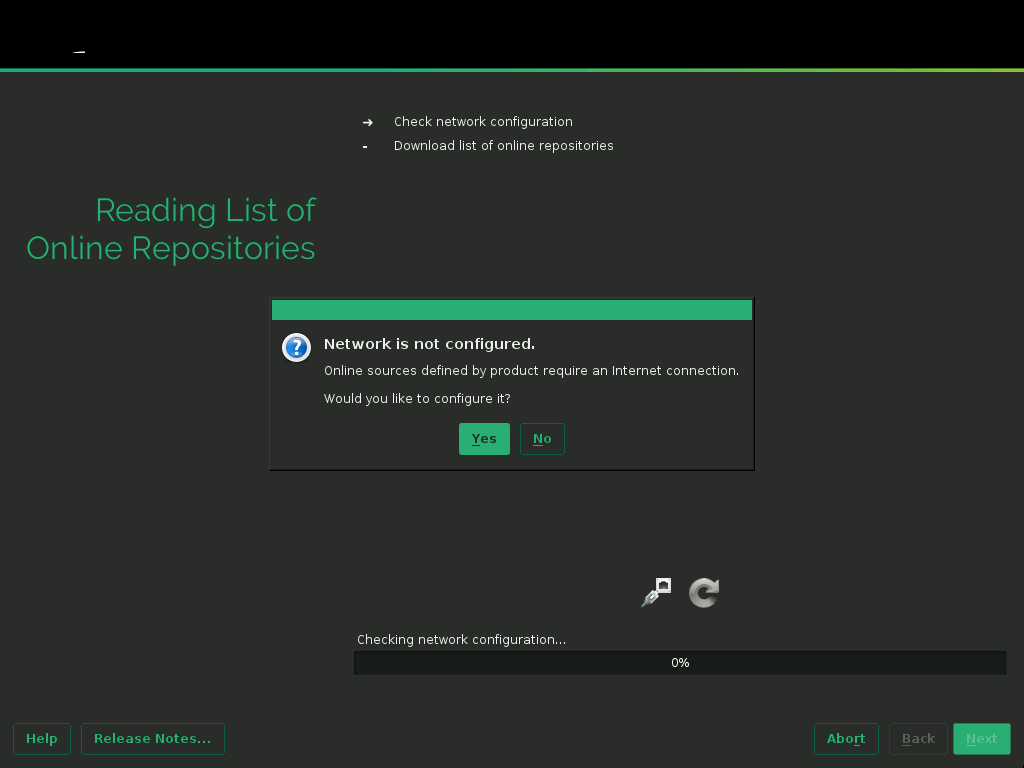 ➔ Check network configuration
- Download list of online repositories
Reading List of
Online Repositories
Network is not configured.
Online sources defined by product require an Internet connection.
Would you like to configure it?
Yes No
Checking network configuration...
0%
Help Release Notes... Abort Back Next